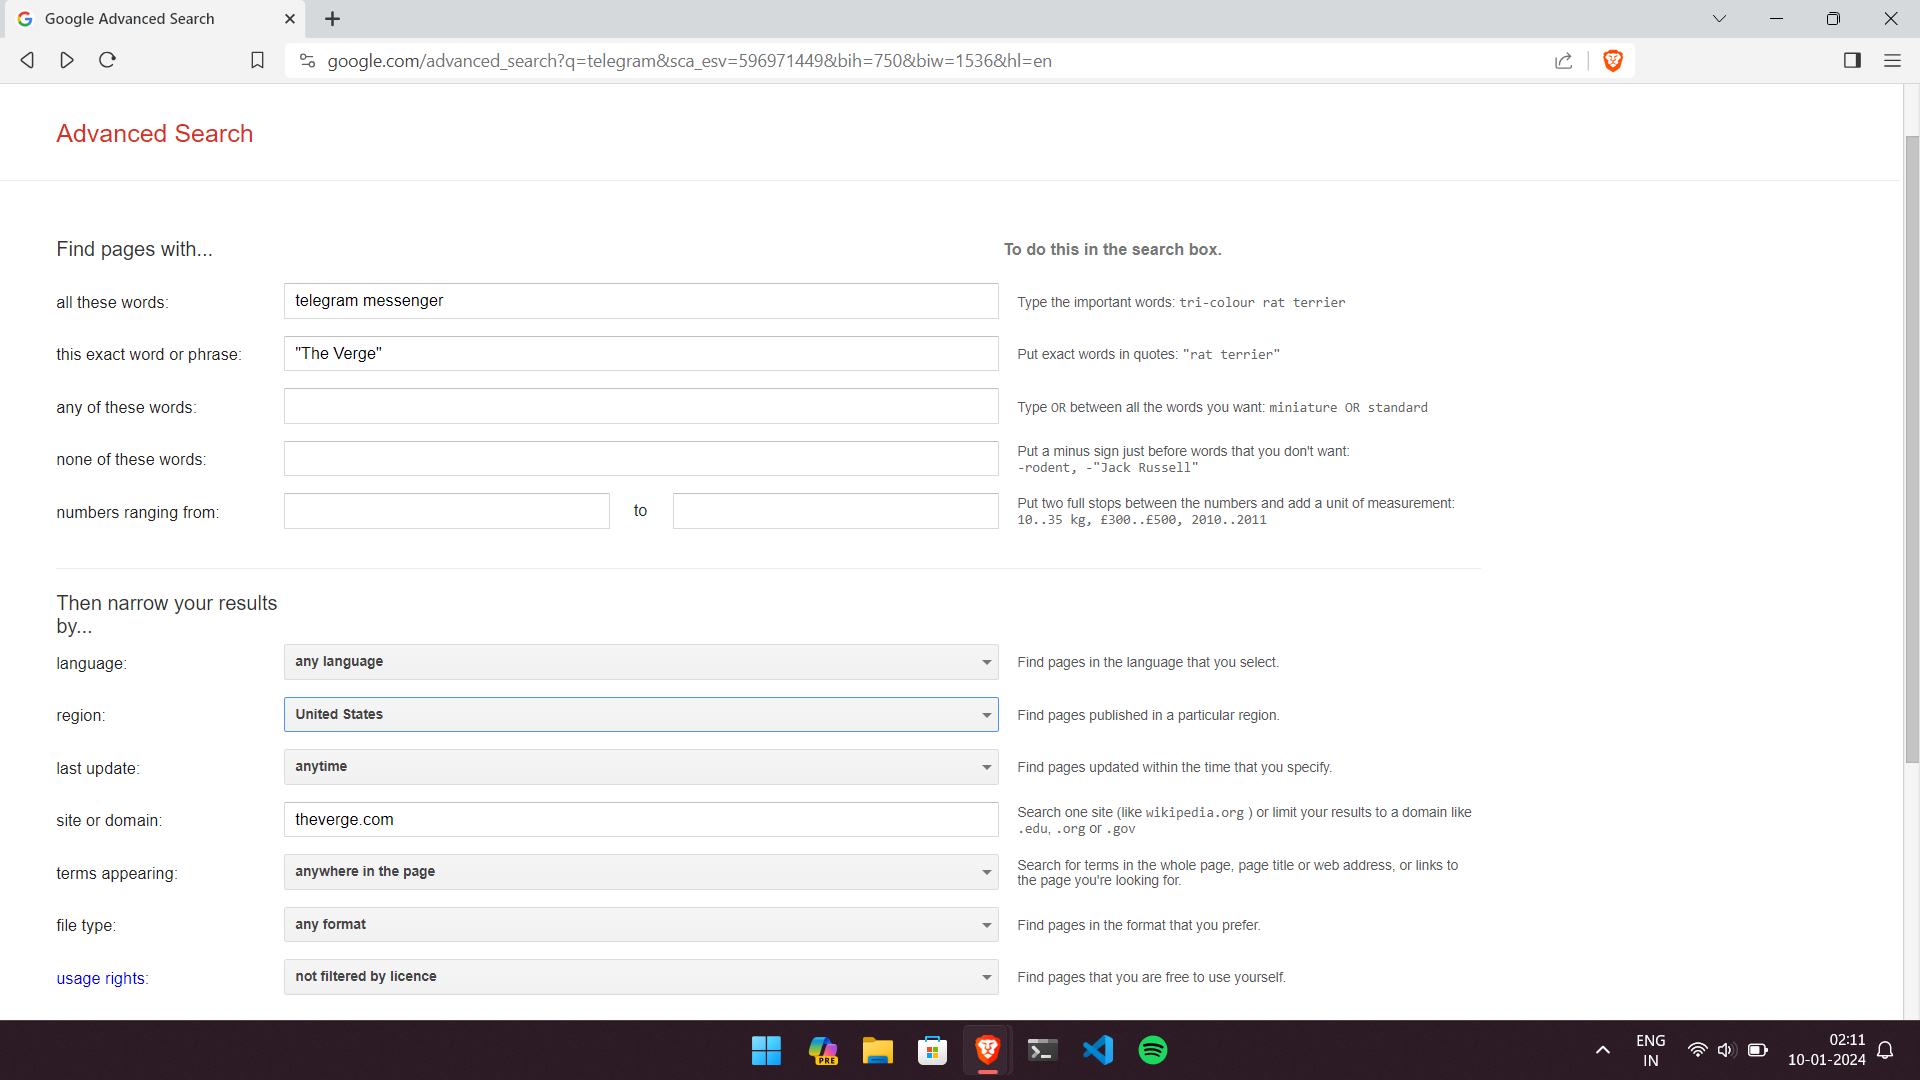 Google Advanced Search
google.com/advanced_search?q=telegram&sca_esv=596971449&bih=750&biw=1536&hl=en
Advanced Search
Find pages with...
To do this in the search box.
all these words:
telegram messenger
Type the important words: tri-colour rat terrier
this exact word or phrase:
"The Verge"
Put exact words in quotes: "rat terrier"
any of these words:
Type OR between all the words you want: miniature OR standard
none of these words:
Put a minus sign just before words that you don't want:
-rodent, -"Jack Russell"
numbers ranging from:
to
Put two full stops between the numbers and add a unit of measurement:
10..35 kg, £300..£500, 2010..2011
Then narrow your results
by...
language:
any language
Find pages in the language that you select.
region:
United States
Find pages published in a particular region.
last update:
anytime
Find pages updated within the time that you specify.
site or domain:
theverge.com
Search one site (like wikipedia.org ) or limit your results to a domain like
.edu, .org or .gov
terms appearing:
anywhere in the page
Search for terms in the whole page, page title or web address, or links to
the page you're looking for.
file type:
any format
Find pages in the format that you prefer.
usage rights:
not filtered by licence
Find pages that you are free to use yourself.
PRE
ENG
IN
02:11
10-01-2024